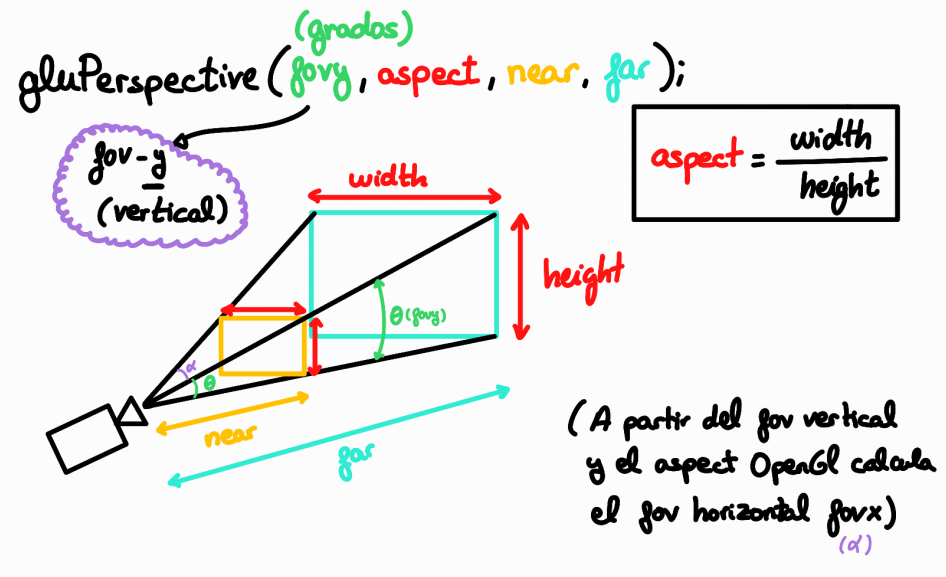 (grados)
gluPerspective(fovy, aspect, near, far);
fov-y
(vertical)
aspect = width
height
width
height
θ(fovy)
α
θ
near
far
(A partir del fov vertical
y el aspect OpenGl calcula
el fov horizontal fovx)
(α)